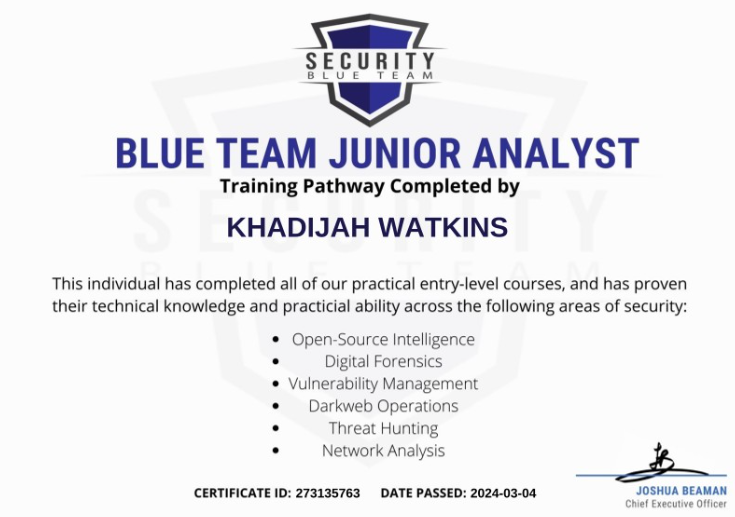 SECURITY
BLUE TEAM
BLUE TEAM JUNIOR ANALYST
Training Pathway Completed by
KHADIJAH WATKINS
SECURITY
BLUE TEAM
This individual has completed all of our practical entry-level courses, and has proven
their technical knowledge and practicial ability across the following areas of security:
• Open-Source Intelligence
• Digital Forensics
• Vulnerability Management
• Darkweb Operations
• Threat Hunting
• Network Analysis
CERTIFICATE ID: 273135763 DATE PASSED: 2024-03-04
JOSHUA BEAMAN
Chief Executive Officer